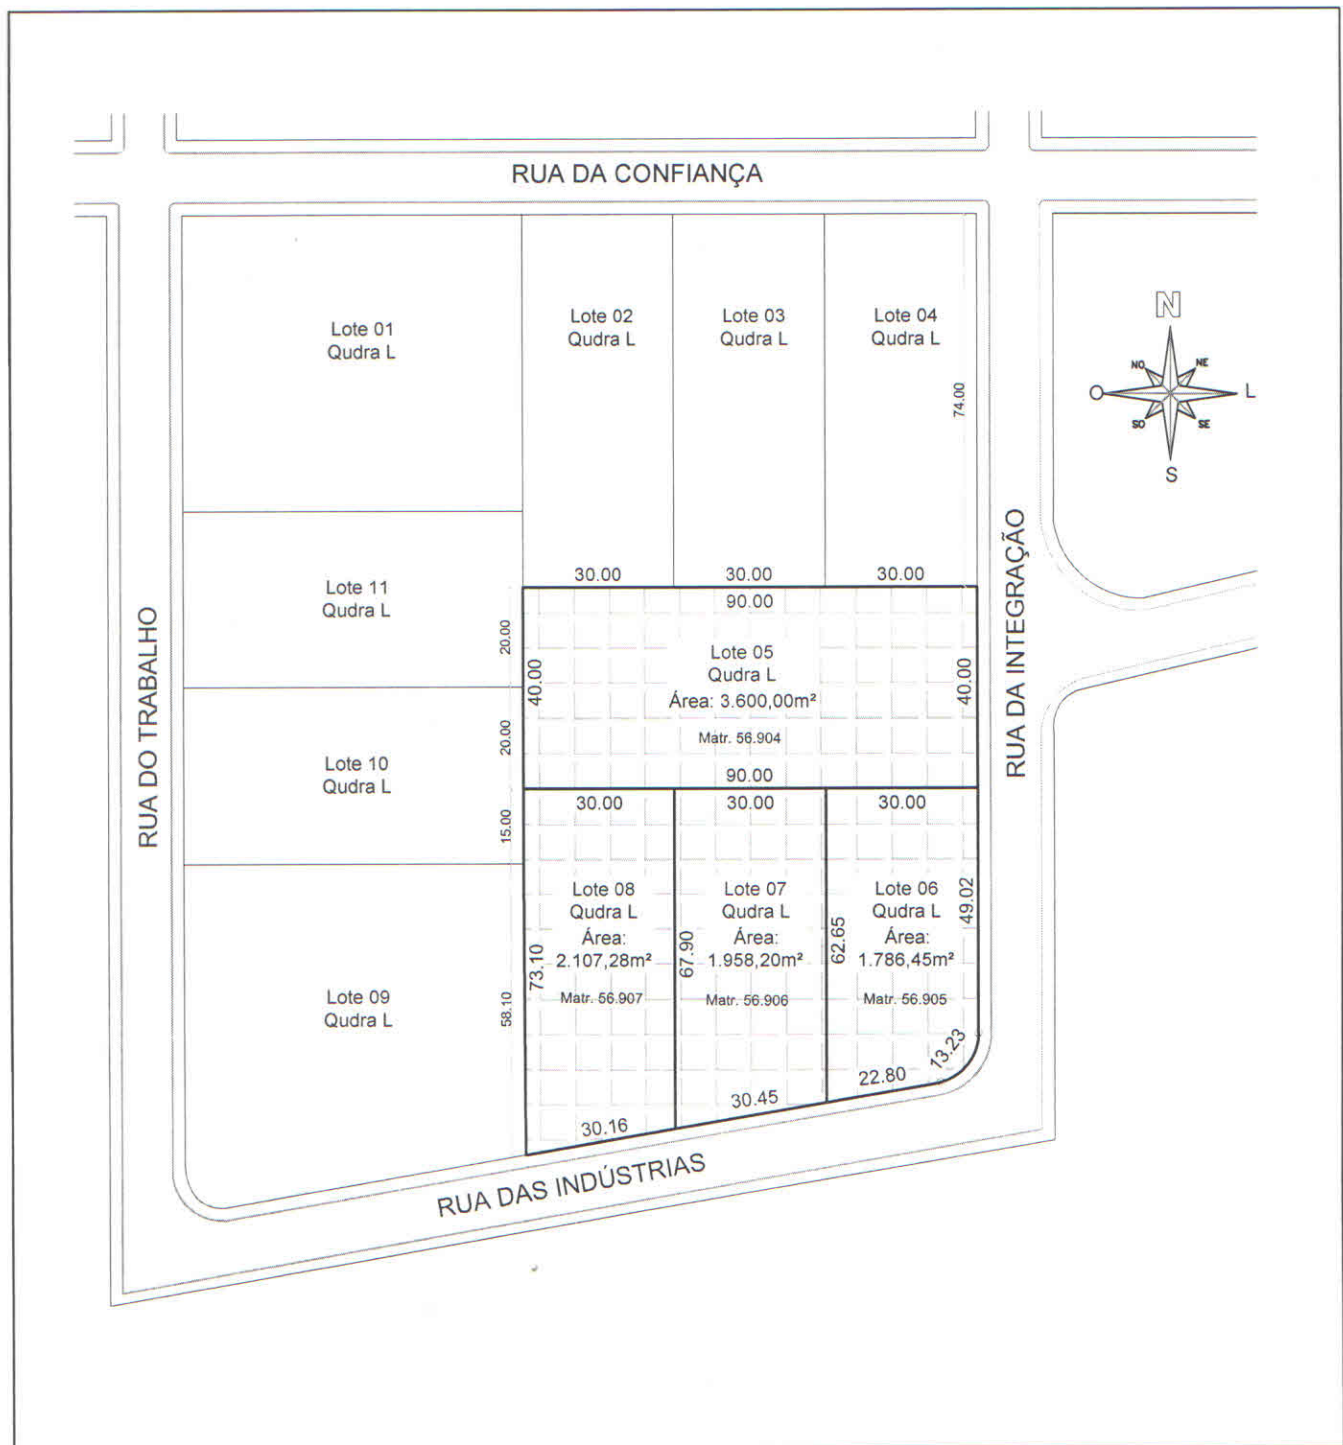 RUA DA CONFIANÇA
Lote 01
Qudra L
Lote 02
Qudra L
Lote 03
Qudra L
Lote 04
Qudra L
74.00
N
NO
NE
O
L
SO
SE
S
RUA DO TRABALHO
RUA DA INTEGRAÇÃO
Lote 11
Qudra L
30.00
30.00
30.00
90.00
20.00
40.00
Lote 05
Qudra L
Área: 3.600,00m²
Matr. 56.904
40.00
90.00
Lote 10
Qudra L
20.00
15.00
30.00
30.00
30.00
Lote 09
Qudra L
58.10
73.10
Lote 08
Qudra L
Área:
2.107,28m²
Matr. 56.907
30.16
67.90
Lote 07
Qudra L
Área:
1.958,20m²
Matr. 56.906
30.45
62.65
Lote 06
Qudra L
Área:
1.786,45m²
Matr. 56.905
49.02
13.23
22.80
RUA DAS INDÚSTRIAS